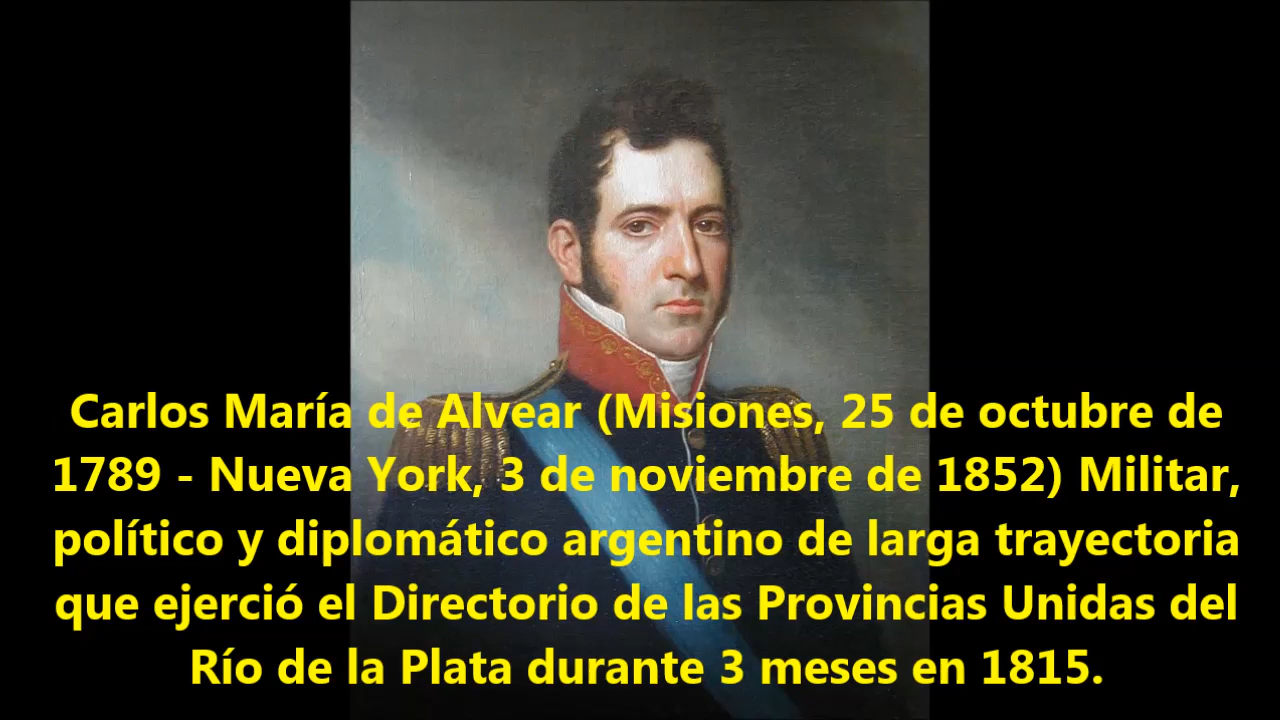 Carlos María de Alvear (Misiones, 25 de octubre de
1789 - Nueva York, 3 de noviembre de 1852) Militar,
político y diplomático argentino de larga trayectoria
que ejerció el Directorio de las Provincias Unidas del
Río de la Plata durante 3 meses en 1815.